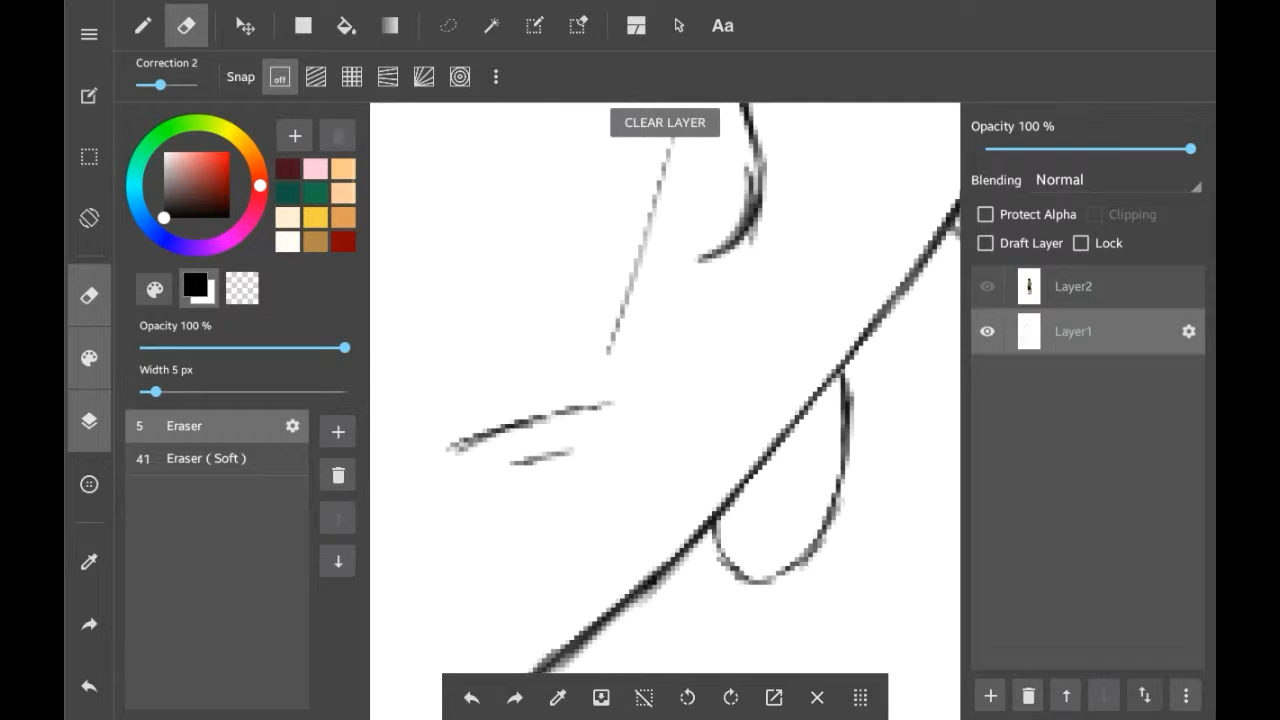 Aa
Correction 2
Snap
off
CLEAR LAYER
Opacity 100 %
Width 5 px
5 Eraser
41 Eraser ( Soft )
Opacity 100 %
Blending Normal
Protect Alpha Clipping
Draft Layer Lock
Layer2
Layer1